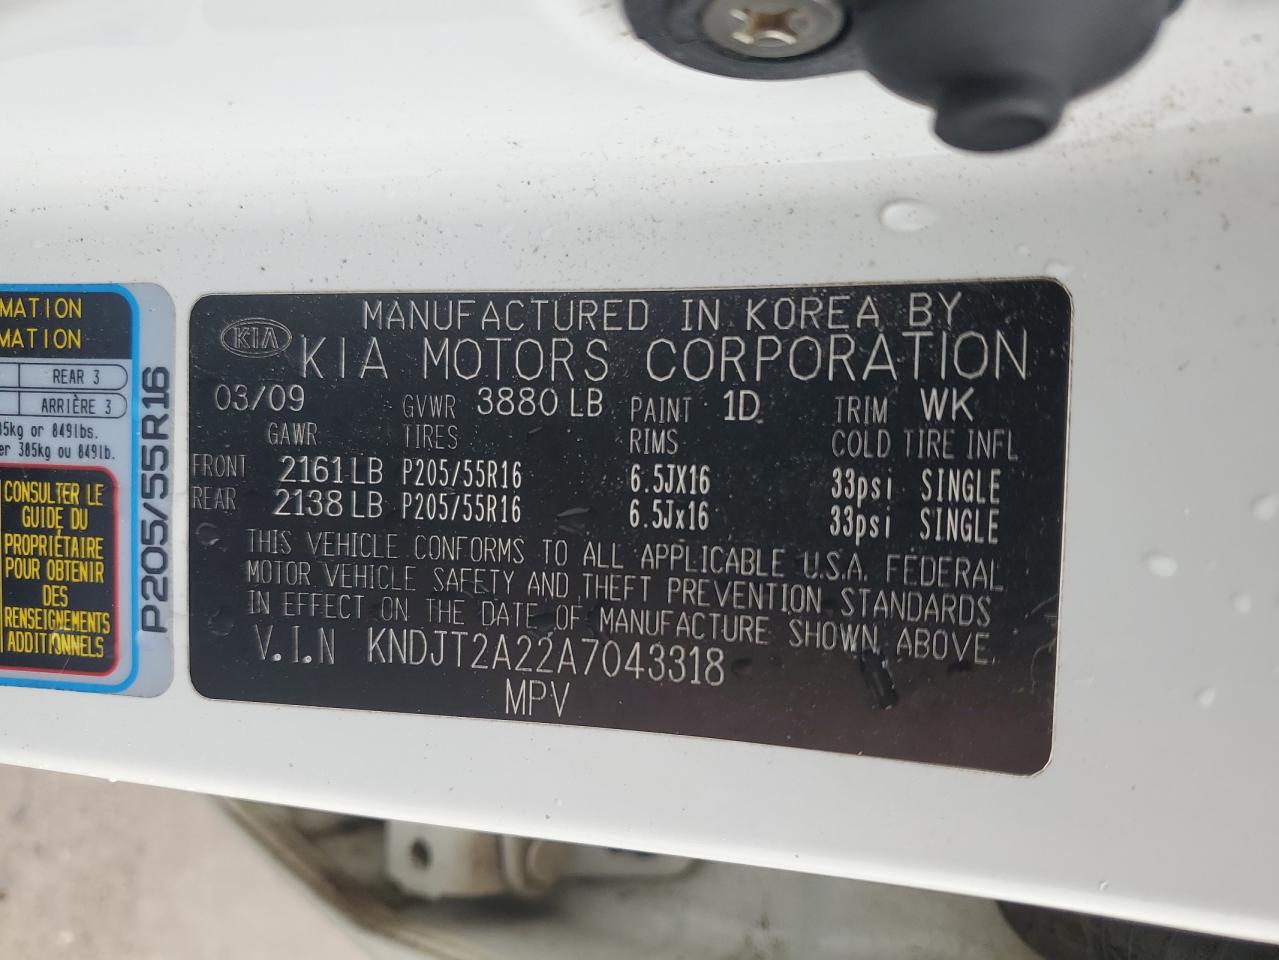 MATION
MATION
REAR 3
ARRIÈRE 3
kg or 849lbs.
385kg ou 849lb.
CONSULTER LE
GUIDE DU
PROPRIÉTAIRE
POUR OBTENIR
DES
RENSEIGNEMENTS
ADDITIONNELS
P205/55R16
MANUFACTURED IN KOREA BY
KIA KIA MOTORS CORPORATION
03/09 GVWR 3880 LB PAINT 1D TRIM WK
GAWR TIRES RIMS COLD TIRE INFL
FRONT 2161 LB P205/55R16 6.5JX16 33psi SINGLE
REAR 2138 LB P205/55R16 6.5Jx16 33psi SINGLE
THIS VEHICLE CONFORMS TO ALL APPLICABLE U.S.A. FEDERAL
MOTOR VEHICLE SAFETY AND THEFT PREVENTION STANDARDS
IN EFFECT ON THE DATE OF MANUFACTURE SHOWN ABOVE.
V.I.N KNDJT2A22A7043318
MPV